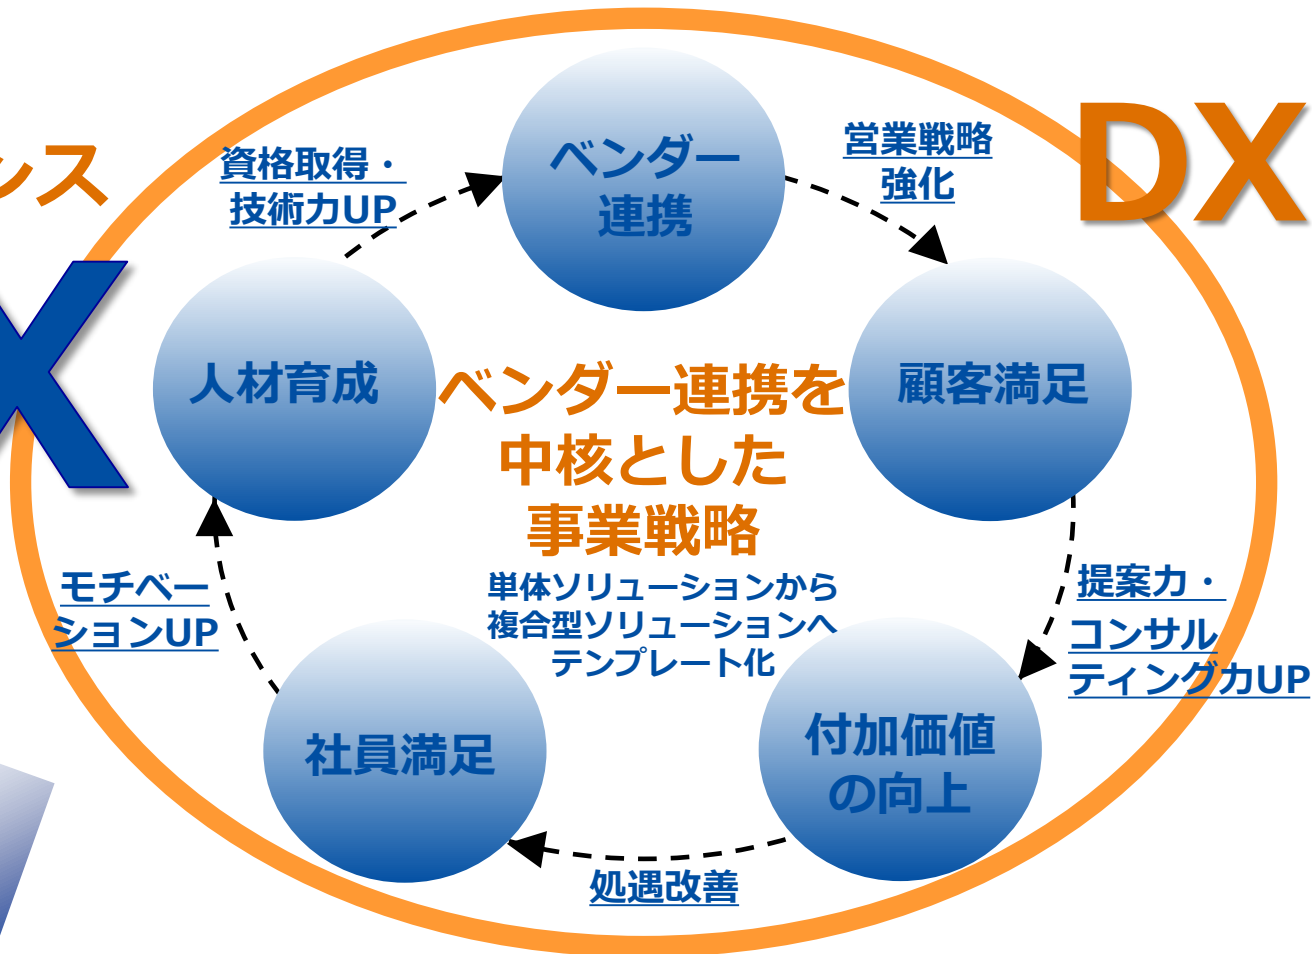 DX
ンス
X
ベンダー
連携
営業戦略
強化
顧客満足
提案力・
コンサル
ティング力UP
付加価値
の向上
処遇改善
社員満足
モチベー
ションUP
人材育成
資格取得・
技術力UP
ベンダー連携を
中核とした
事業戦略
単体ソリューションから
複合型ソリューションへ
テンプレート化